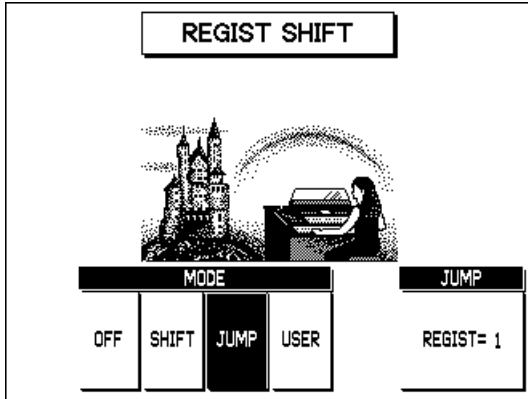 REGIST SHIFT
MODE
JUMP
OFF SHIFT JUMP USER
REGIST= 1